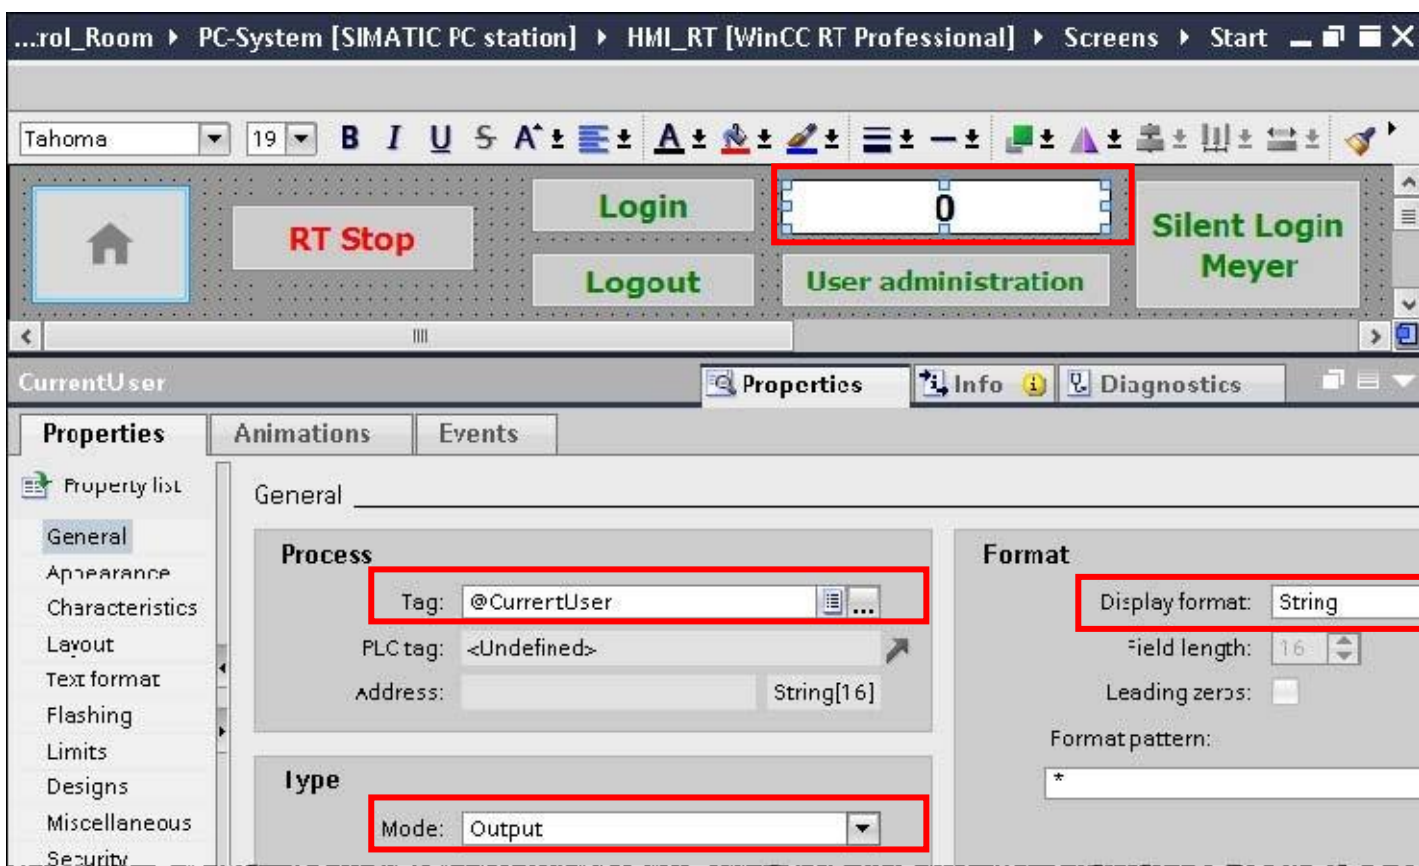 ...:rol_Room ▸ PC-System [SIMATIC PC station] ▸ HMI_RT [WinCC RT Professional] ▸ Screens ▸ Start
Tahoma 19 B I U S A A
RT Stop Login 0 Silent Login Meyer
Logout User administration
CurrentUser Properties Info Diagnostics
Properties Animations Events
Property list
General
General
Process Format
Appearance
Tag: @CurrertUser ... Display format: String
Characteristics
PLC tag: <Undefined> Field length: 16
Layout
Text format
Address: String[16] Leading zeros:
Flashing
Format pattern:
Limits
Type *
Designs
Miscellaneous
Mode: Output
Security